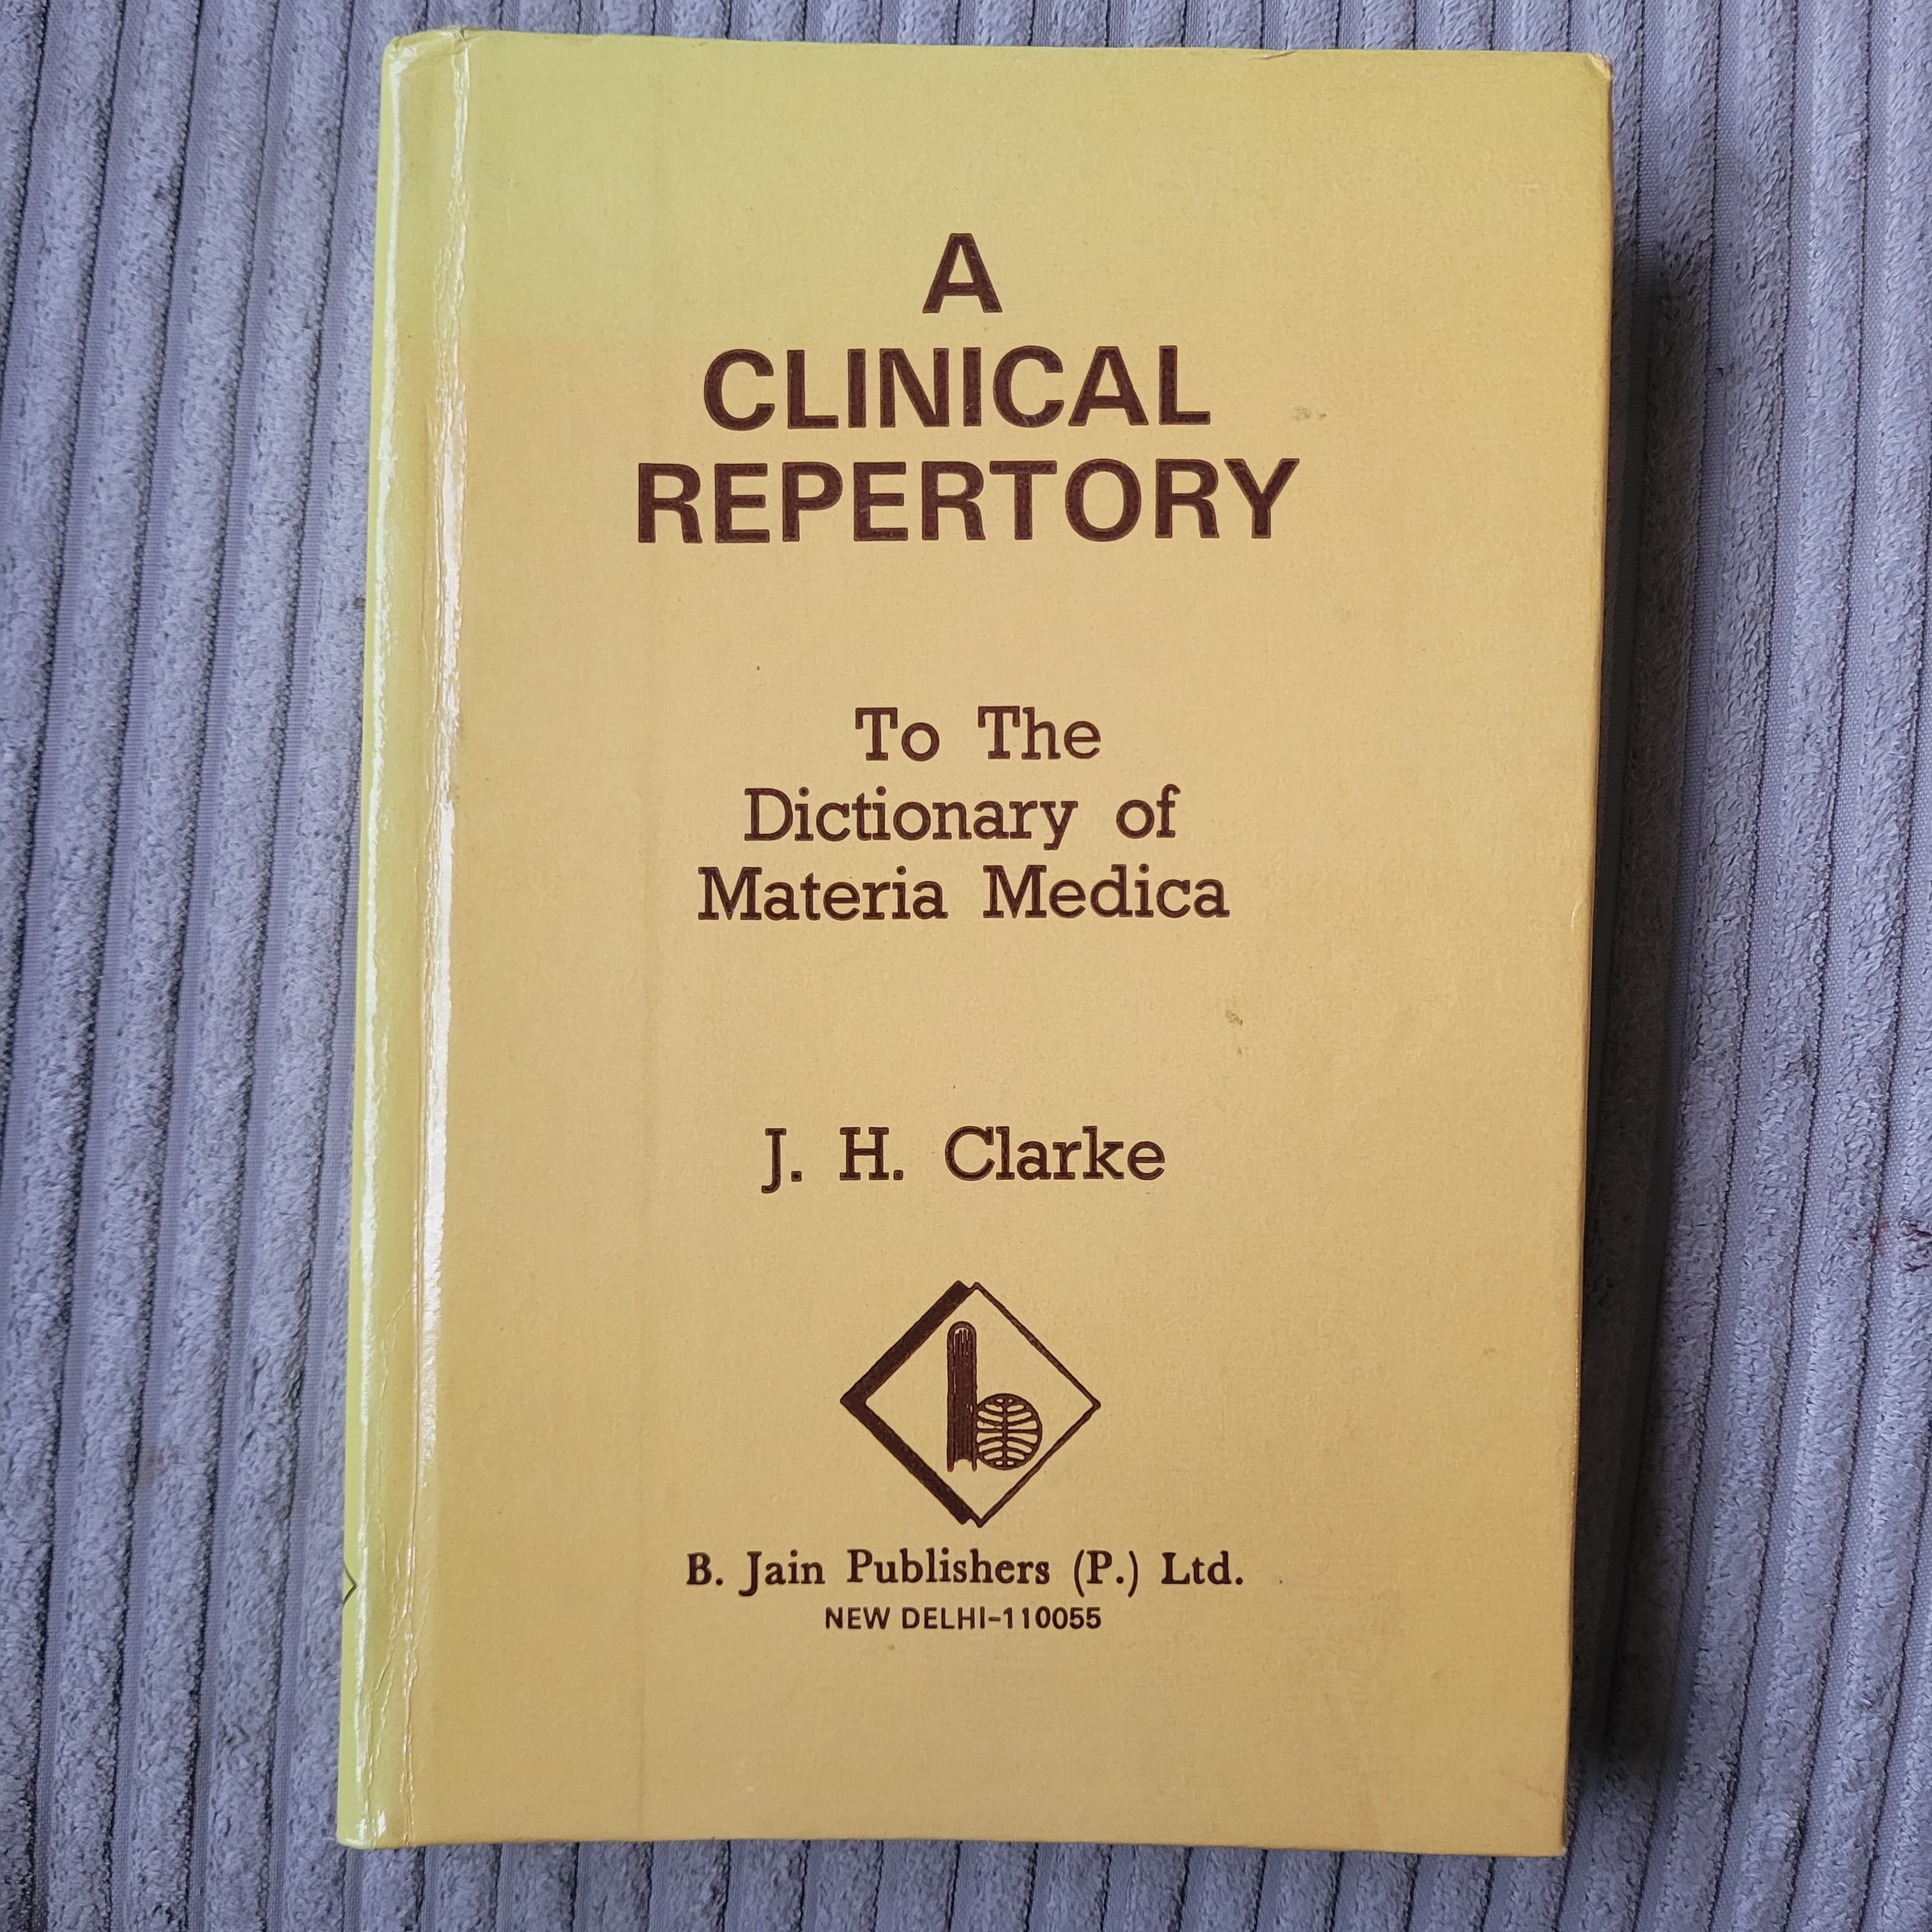 A
CLINICAL
REPERTORY
To The
Dictionary of
Materia Medica
J. H. Clarke
b
B. Jain Publishers (P.) Ltd.
NEW DELHI-110055